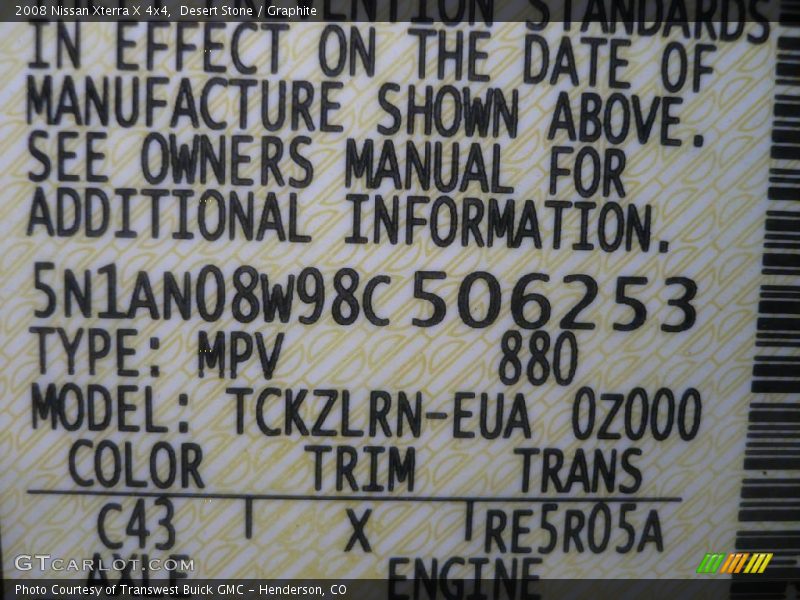 2008 Nissan Xterra X 4x4, Desert Stone / Graphite
STANDARDS
IN EFFECT ON THE DATE OF
MANUFACTURE SHOWN ABOVE.
SEE OWNERS MANUAL FOR
ADDITIONAL INFORMATION.
5N1AN08W98C506253
TYPE: MPV 880
MODEL: TCKZLRN-EUA 0Z000
COLOR TRIM TRANS
C43 X RE5R05A
AXLE ENGINE
GTCARLOT.COM
Photo Courtesy of Transwest Buick GMC - Henderson, CO